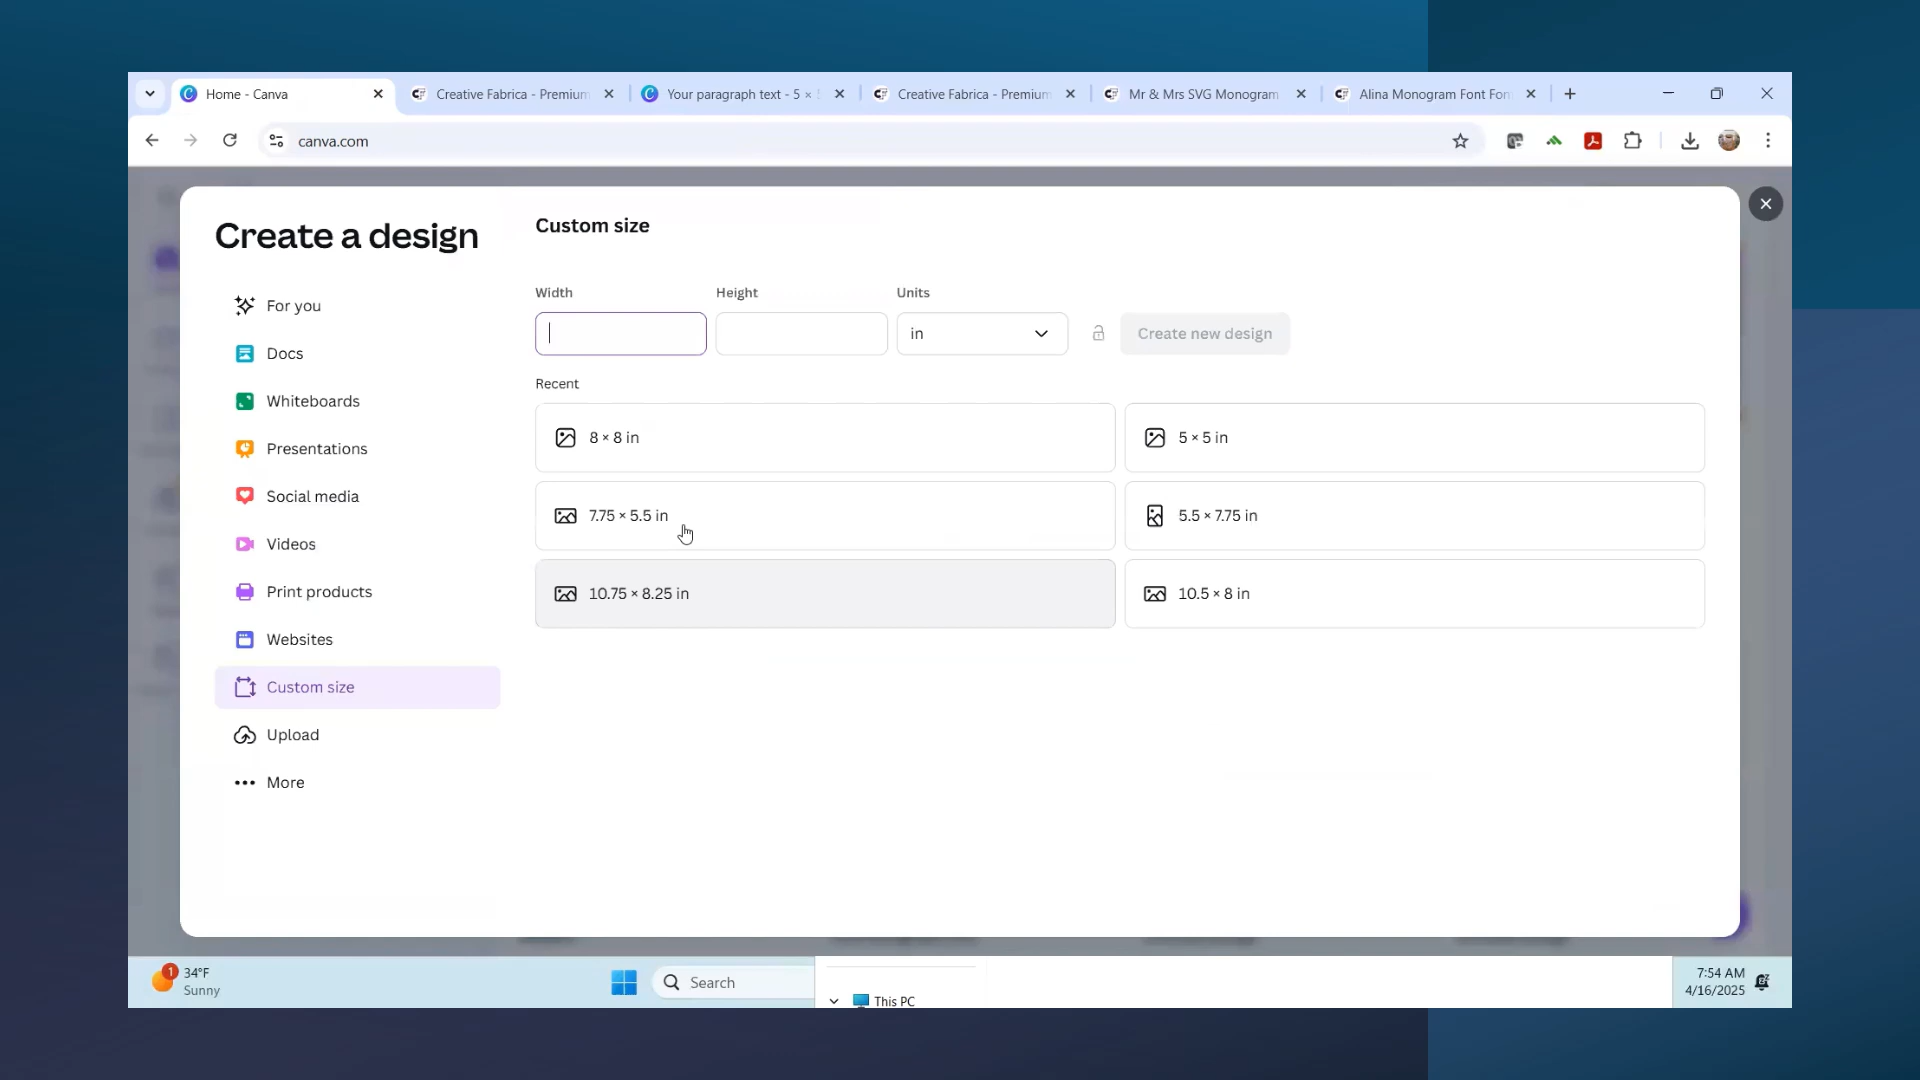 Home - Canva
Creative Fabrica - Premium
Your paragraph text - 5 ×
Creative Fabrica - Premium
Mr & Mrs SVG Monogram
Alina Monogram Font Fon
canva.com
Create a design
For you
Docs
Whiteboards
Presentations
Social media
Videos
Print products
Websites
Custom size
Upload
More
Custom size
Width
Height
Units
in
Create new design
Recent
8 × 8 in
5 × 5 in
7.75 × 5.5 in
5.5 × 7.75 in
10.75 × 8.25 in
10.5 × 8 in
1
34°F
Sunny
Search
This PC
7:54 AM
4/16/2025